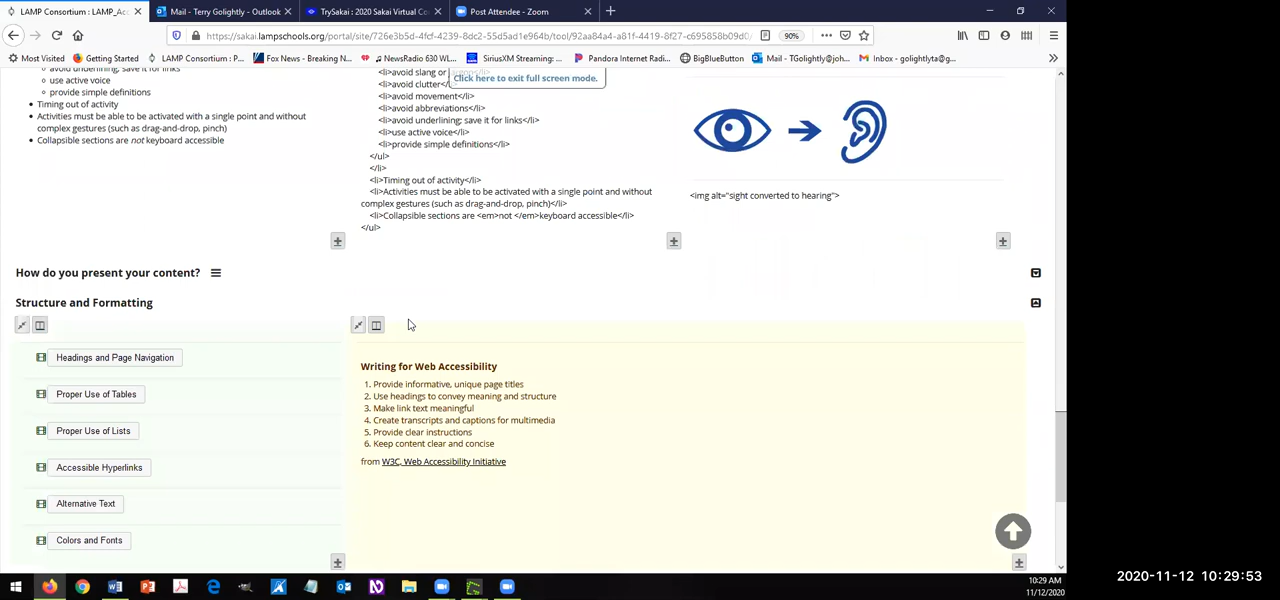 LAMP Consortium : LAMP_Acc
Mail - Terry Golightly - Outlook
TrySakai : 2020 Sakai Virtual Co
Post Attendee - Zoom
https://sakai.lampschools.org/portal/site/726e3b5d-4fcf-4239-8dc2-55d5ad1e964b/tool/92aa84a4-a81f-4419-8f27-c695858b09d0/
90%
Most Visited
Getting Started
LAMP Consortium : P...
Fox News - Breaking N...
NewsRadio 630 WL...
SiriusXM Streaming: ...
Pandora Internet Radi...
BigBlueButton
Mail - TGolightly@joh...
Inbox - golightlyta@g...
avoid underlining; save it for links
use active voice
provide simple definitions
Timing out of activity
Activities must be able to be activated with a single point and without
complex gestures (such as drag-and-drop, pinch)
Collapsible sections are not keyboard accessible
<li>avoid slang or
Click here to exit full screen mode.
<li>avoid clutter</
<li>avoid movement</li>
<li>avoid abbreviations</li>
<li>avoid underlining; save it for links</li>
<li>use active voice</li>
<li>provide simple definitions</li>
</ul>
</li>
<li>Timing out of activity</li>
<li>Activities must be able to be activated with a single point and without
complex gestures (such as drag-and-drop, pinch)</li>
<li>Collapsible sections are <em>not </em>keyboard accessible</li>
</ul>
<img alt="sight converted to hearing">
How do you present your content?
Structure and Formatting
Headings and Page Navigation
Proper Use of Tables
Proper Use of Lists
Accessible Hyperlinks
Alternative Text
Colors and Fonts
Writing for Web Accessibility
1. Provide informative, unique page titles
2. Use headings to convey meaning and structure
3. Make link text meaningful
4. Create transcripts and captions for multimedia
5. Provide clear instructions
6. Keep content clear and concise
from W3C, Web Accessibility Initiative
10:29 AM
11/12/2020
2020-11-12 10:29:53